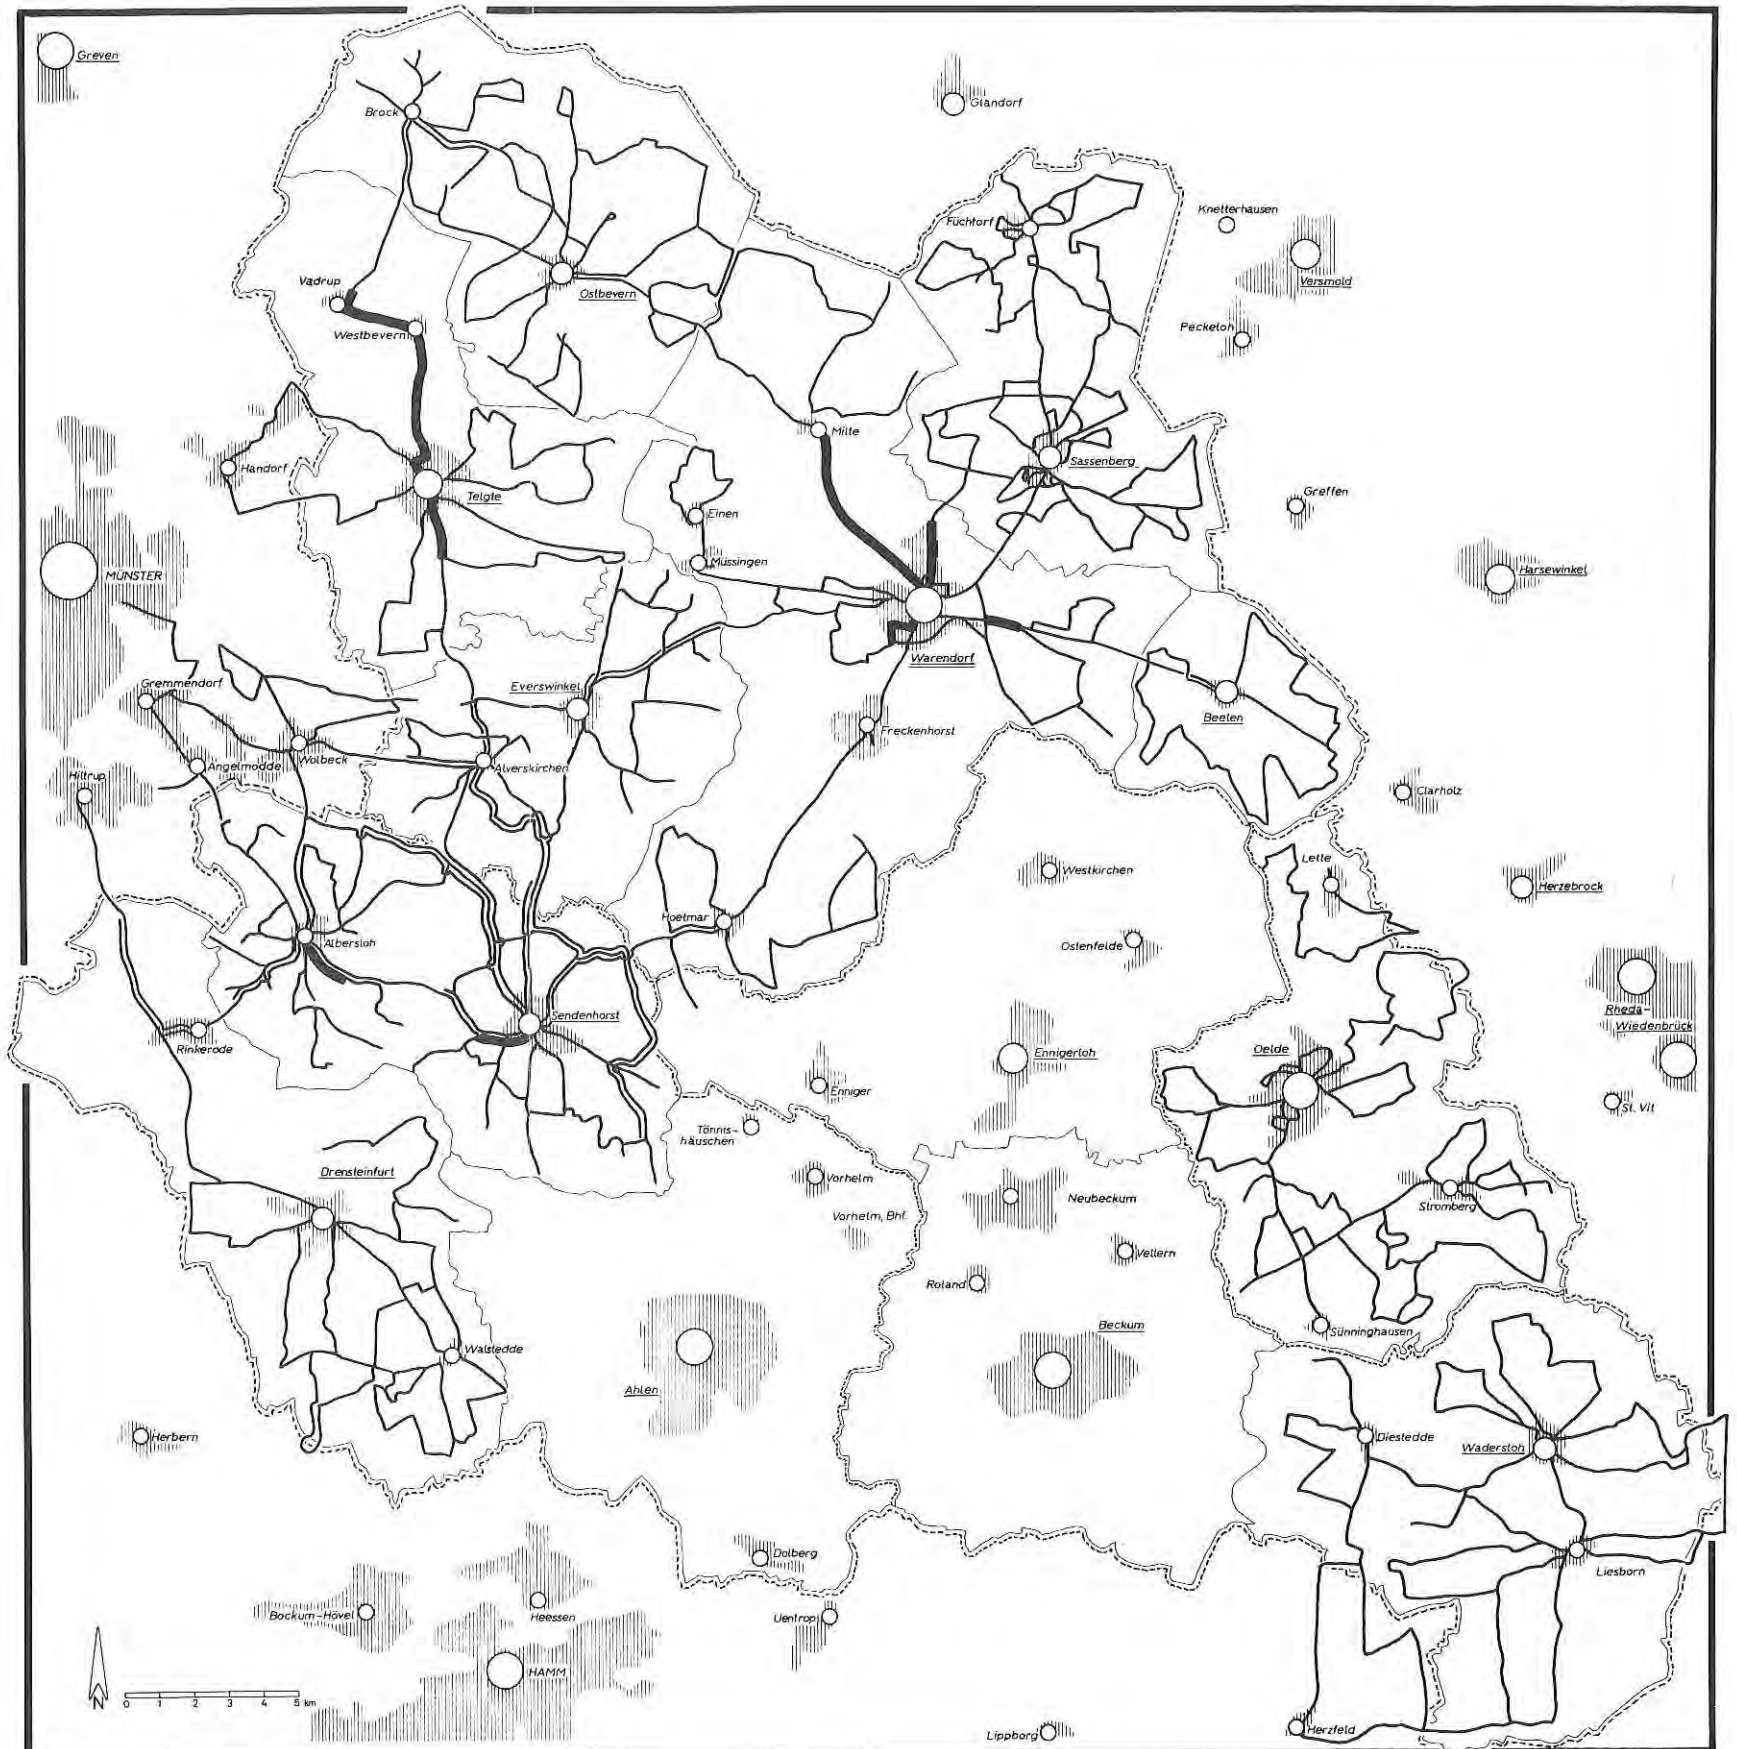 Greven
Glandorf
Brock
Füchtorf
Knetterhausen
Versmold
Vadrup
Ostbevern
Westbevern
Peckeloh
Milte
Handorf
Telgte
Sassenberg
Greffen
Einen
Müssingen
MÜNSTER
Harsewinkel
Warendorf
Gremmendorf
Everswinkel
Beelen
Freckenhorst
Wolbeck
Angelmodde
Alverskirchen
Hiltrup
Clarholz
Westkirchen
Lette
Herzebrock
Hoetmar
Albersloh
Ostenfelde
Rheda-
Wiedenbrück
Sendenhorst
Rinkerode
Ennigerloh
Oelde
Enniger
St. Vit
Tönnis-
häuschen
Drensteinfurt
Vorhelm
Neubeckum
Stromberg
Vorhelm, Bhf.
Vellern
Roland
Beckum
Sünninghausen
Walstedde
Ahlen
Herbern
Diestedde
Wadersloh
Dolberg
Liesborn
Bockum-Hövel
Heessen
Uentrop
HAMM
N
0 1 2 3 4 5 km
Lippborg
Herzfeld